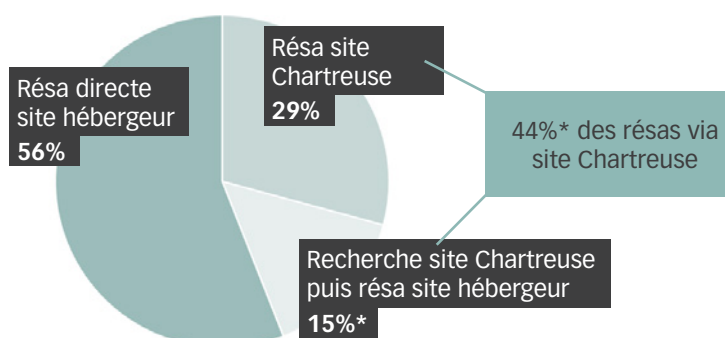 Résa site
Chartreuse
29%
Résa directe
site hébergeur
56%
44%* des résas via
site Chartreuse
Recherche site Chartreuse
puis résa site hébergeur
15%*